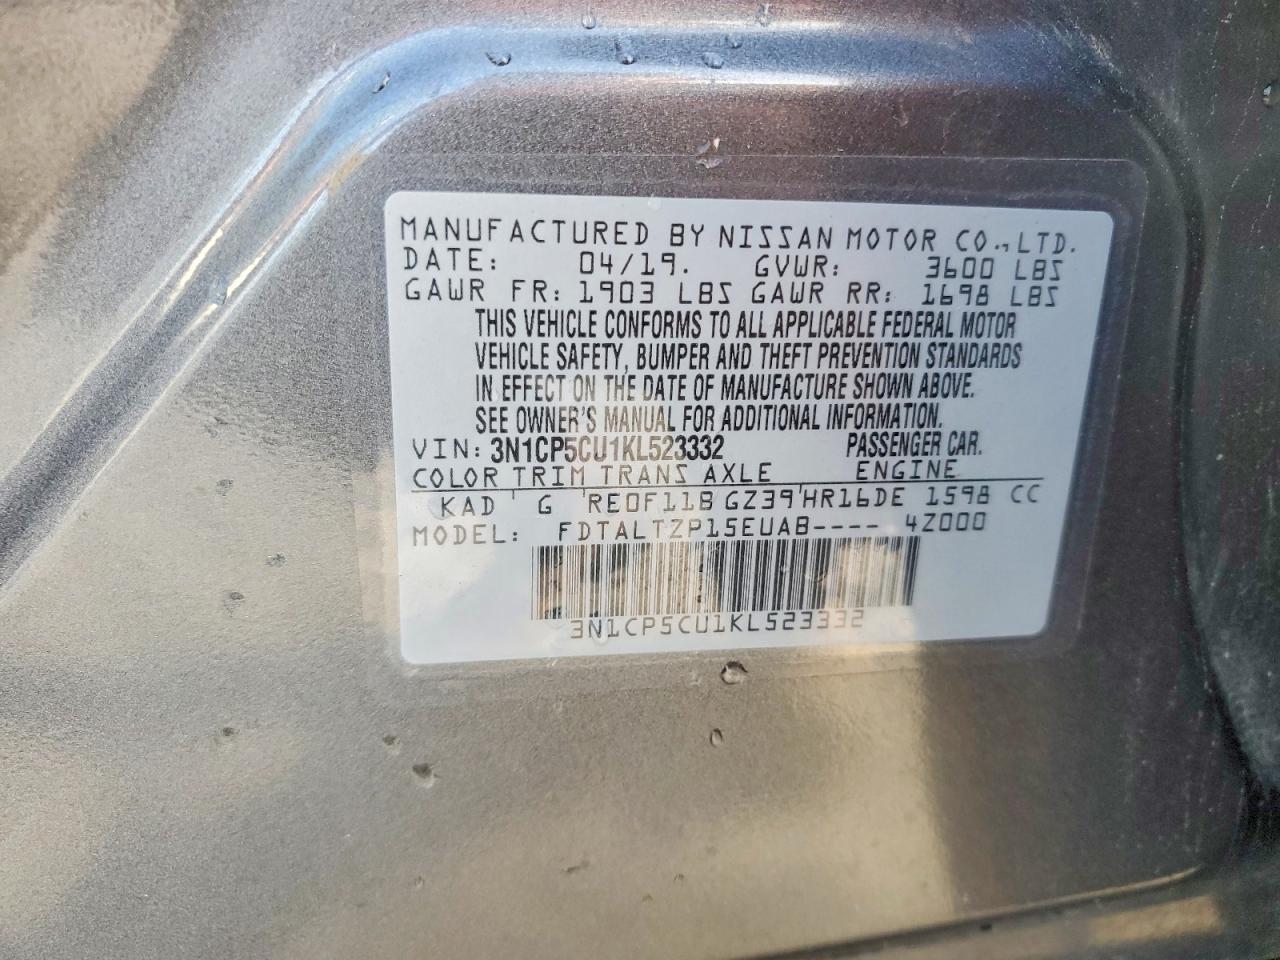 MANUFACTURED BY NISSAN MOTOR CO., LTD.
DATE: 04/19. GVWR: 3600 LBS
GAWR FR: 1903 LBS GAWR RR: 1698 LBS
THIS VEHICLE CONFORMS TO ALL APPLICABLE FEDERAL MOTOR
VEHICLE SAFETY, BUMPER AND THEFT PREVENTION STANDARDS
IN EFFECT ON THE DATE OF MANUFACTURE SHOWN ABOVE.
SEE OWNER'S MANUAL FOR ADDITIONAL INFORMATION.
VIN: 3N1CP5CU1KL523332 PASSENGER CAR.
COLOR TRIM TRANS AXLE ENGINE
KAD G RE0F11B GZ39 HR16DE 1598 CC
MODEL: FDTALTZP15EUAB---- 4Z000
3N1CP5CU1KL523332